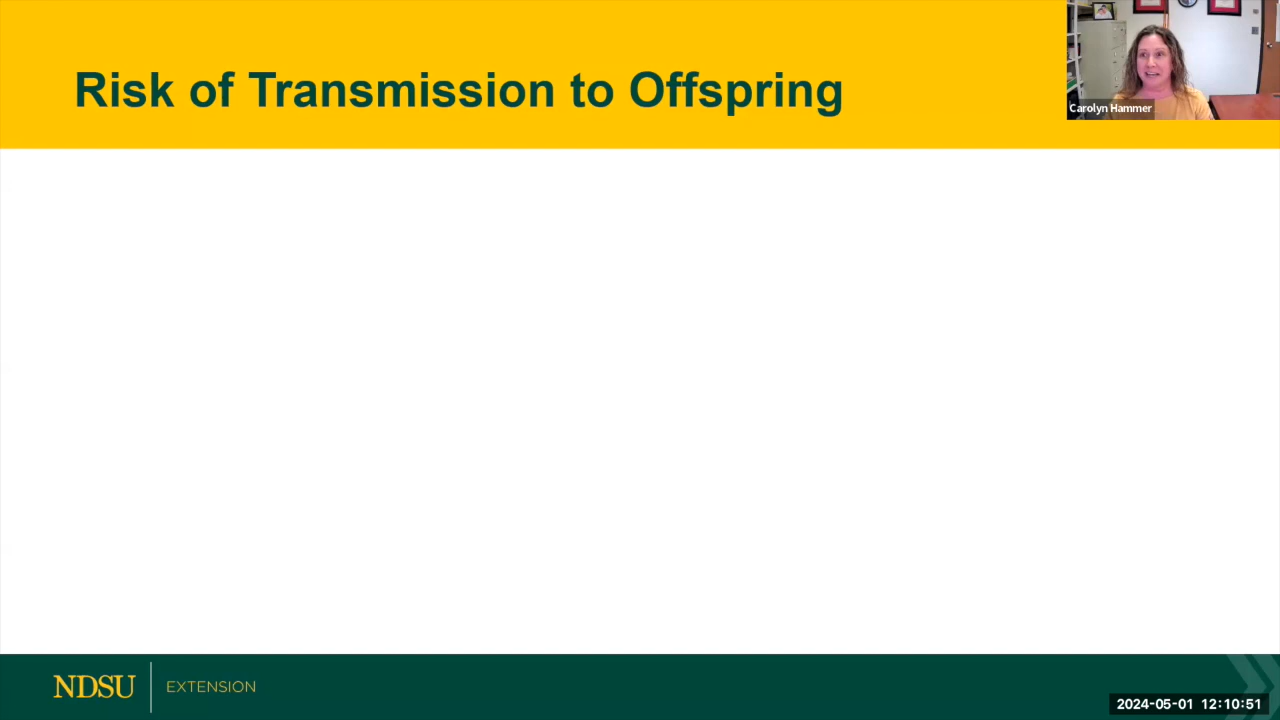 Risk of Transmission to Offspring
Carolyn Hammer
NDSU EXTENSION
2024-05-01 12:10:51